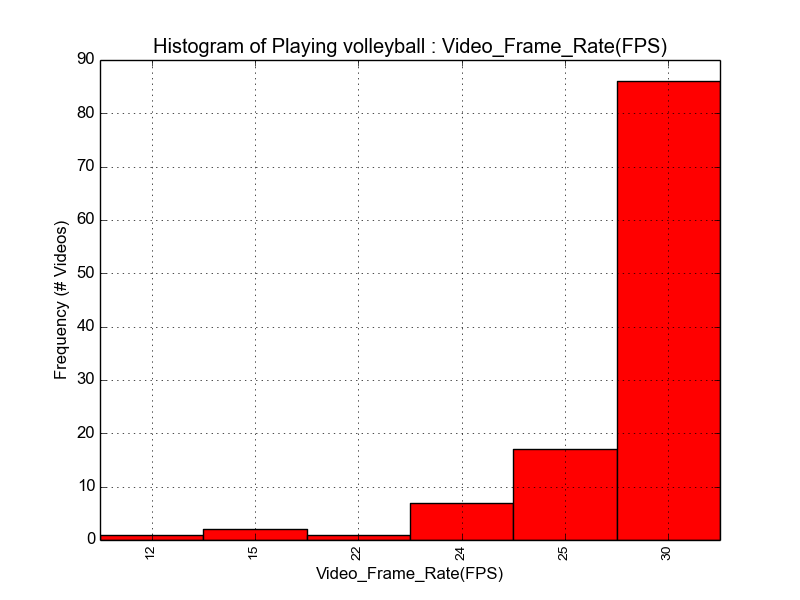 Histogram of Playing volleyball : Video_Frame_Rate(FPS)
90
80
70
60
50
40
30
20
10
0
Frequency (# Videos)
12 15 22 24 25 30
Video_Frame_Rate(FPS)